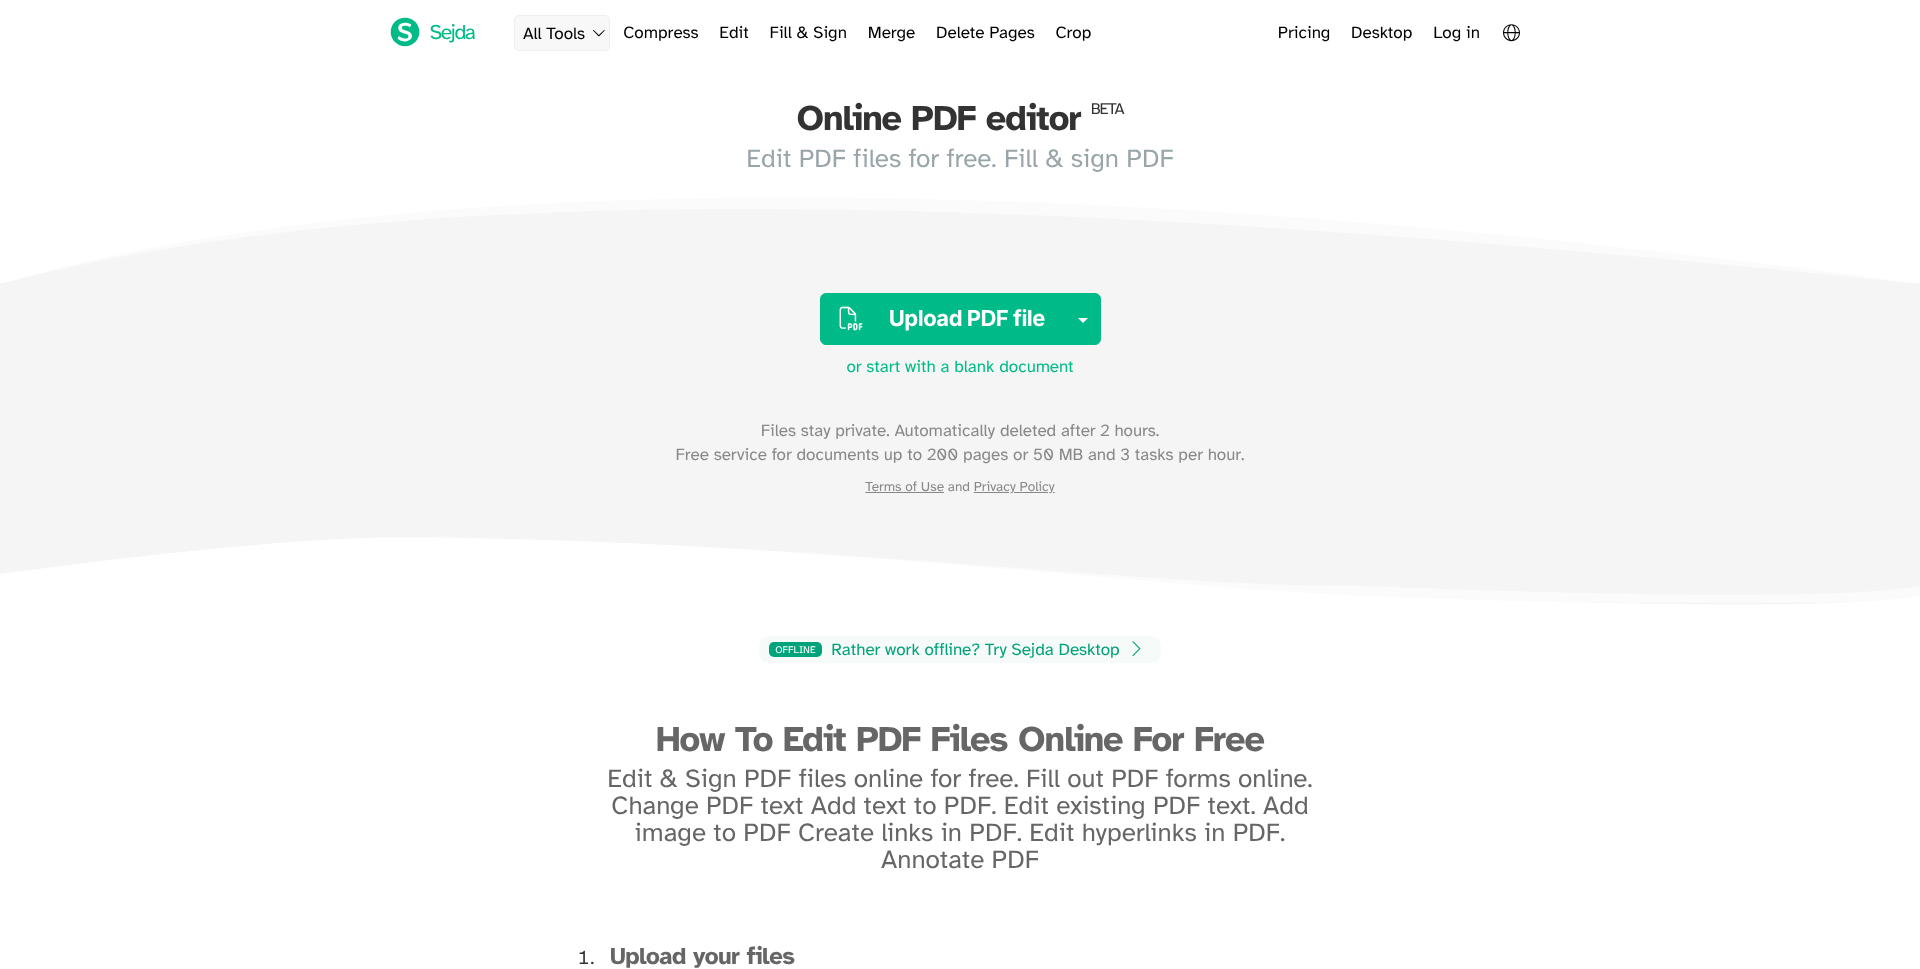 Sejda
All Tools Compress Edit Fill & Sign Merge Delete Pages Crop
Pricing Desktop Log in
Online PDF editor BETA
Edit PDF files for free. Fill & sign PDF
PDF Upload PDF file
or start with a blank document
Files stay private. Automatically deleted after 2 hours.
Free service for documents up to 200 pages or 50 MB and 3 tasks per hour.
Terms of Use and Privacy Policy
OFFLINE Rather work offline? Try Sejda Desktop
How To Edit PDF Files Online For Free
Edit & Sign PDF files online for free. Fill out PDF forms online.
Change PDF text Add text to PDF. Edit existing PDF text. Add
image to PDF Create links in PDF. Edit hyperlinks in PDF.
Annotate PDF
1. Upload your files